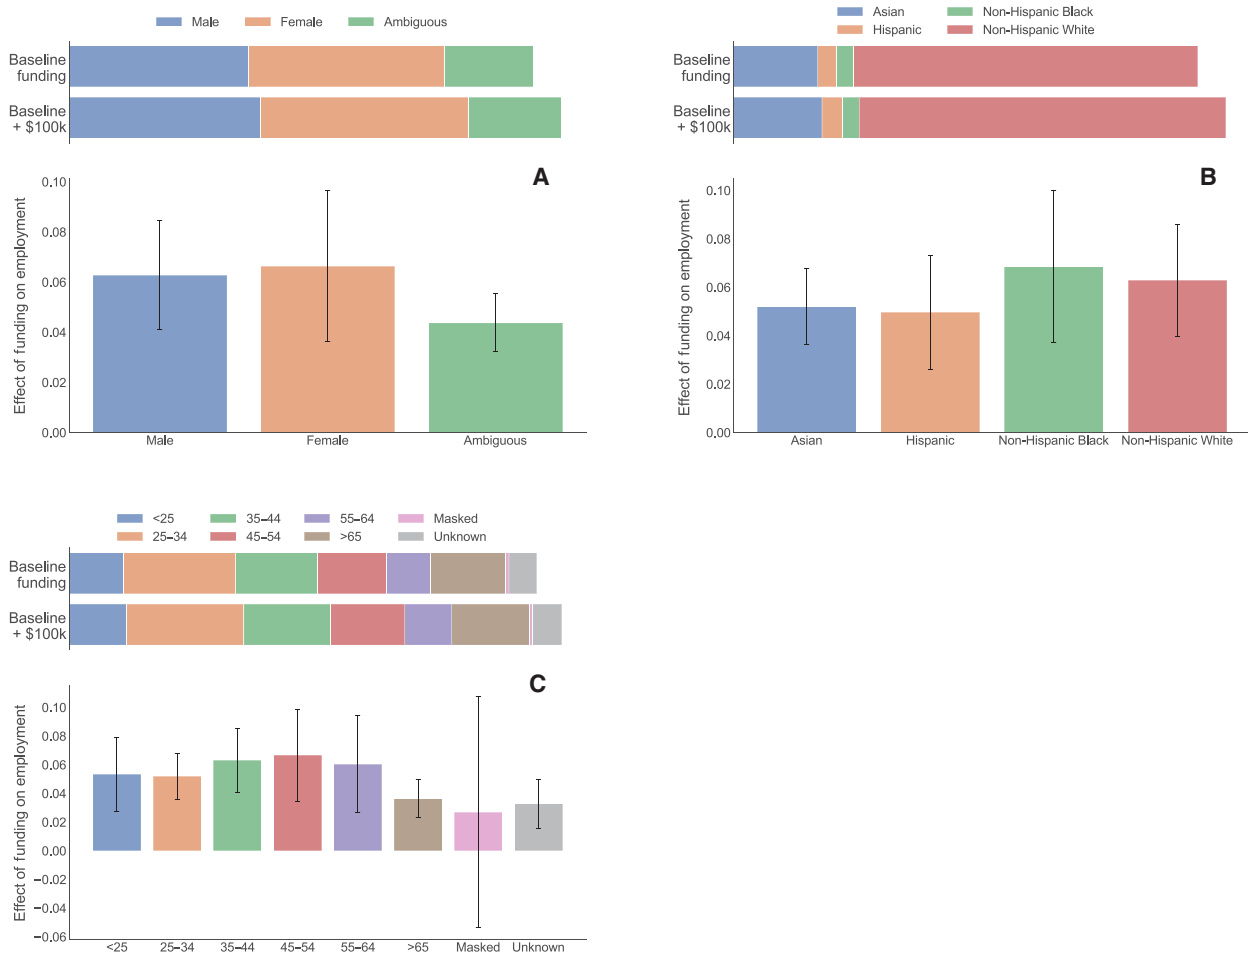 Male Female Ambiguous
Baseline
funding
Baseline
+ $100k
A
Effect of funding on employment
0.10
0.08
0.06
0.04
0.02
0.00
Male Female Ambiguous
Asian Non-Hispanic Black
Hispanic Non-Hispanic White
Baseline
funding
Baseline
+ $100k
B
Effect of funding on employment
0.10
0.08
0.06
0.04
0.02
0.00
Asian Hispanic Non-Hispanic Black Non-Hispanic White
<25 35–44 55–64 Masked
25–34 45–54 >65 Unknown
Baseline
funding
Baseline
+ $100k
C
Effect of funding on employment
0.10
0.08
0.06
0.04
0.02
0.00
−0.02
−0.04
−0.06
<25 25–34 35–44 45–54 55–64 >65 Masked Unknown